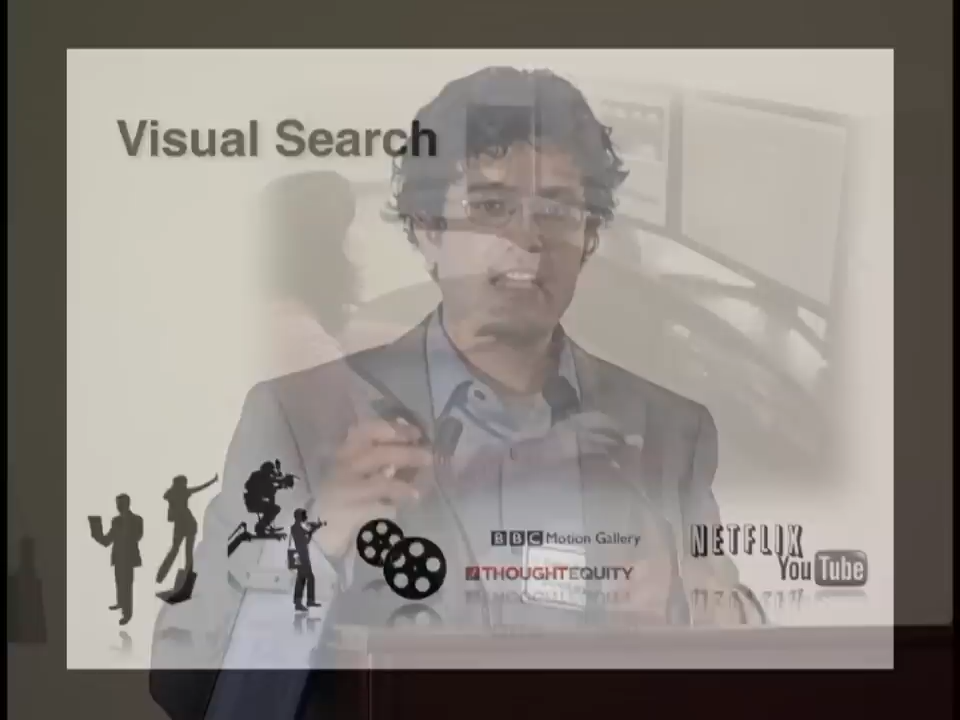 Visual Search
BBC Motion Gallery
THOUGHTEQUITY
NETFLIX
YouTube